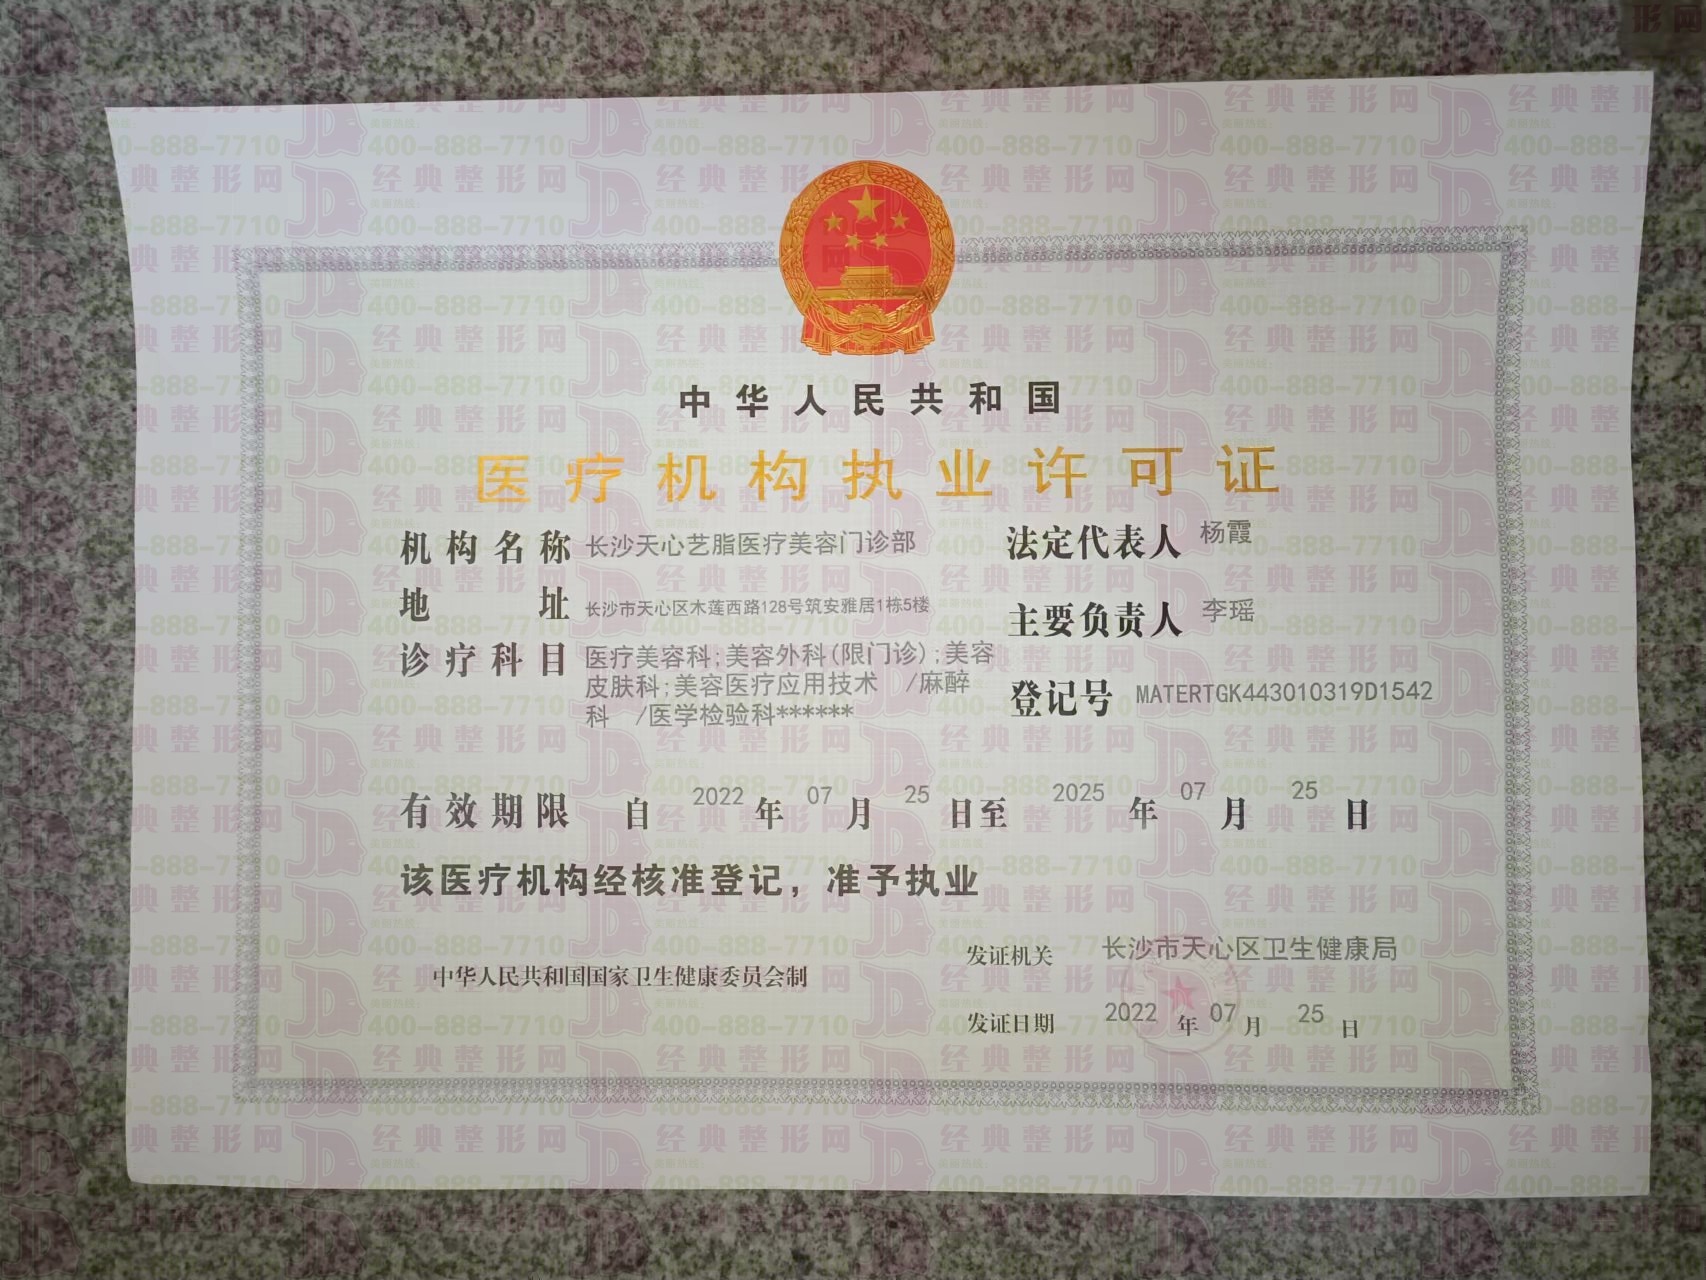 中华人民共和国
医疗机构执业许可证
机构名称 长沙天心艺脂医疗美容门诊部
法定代表人 杨霞
地址 长沙市天心区木莲西路128号筑安雅居1栋5楼
主要负责人 李瑶
诊疗科目 医疗美容科;美容外科(限门诊);美容
皮肤科;美容医疗应用技术 /麻醉
科 /医学检验科******
登记号 MATERTGK443010319D1542
有效期限 自 2022 年 07 月 25 日至 2025 年 07 月 25 日
该医疗机构经核准登记，准予执业
发证机关 长沙市天心区卫生健康局
中华人民共和国国家卫生健康委员会制
发证日期 2022 年 07 月 25 日
经典整形网
400-888-7710